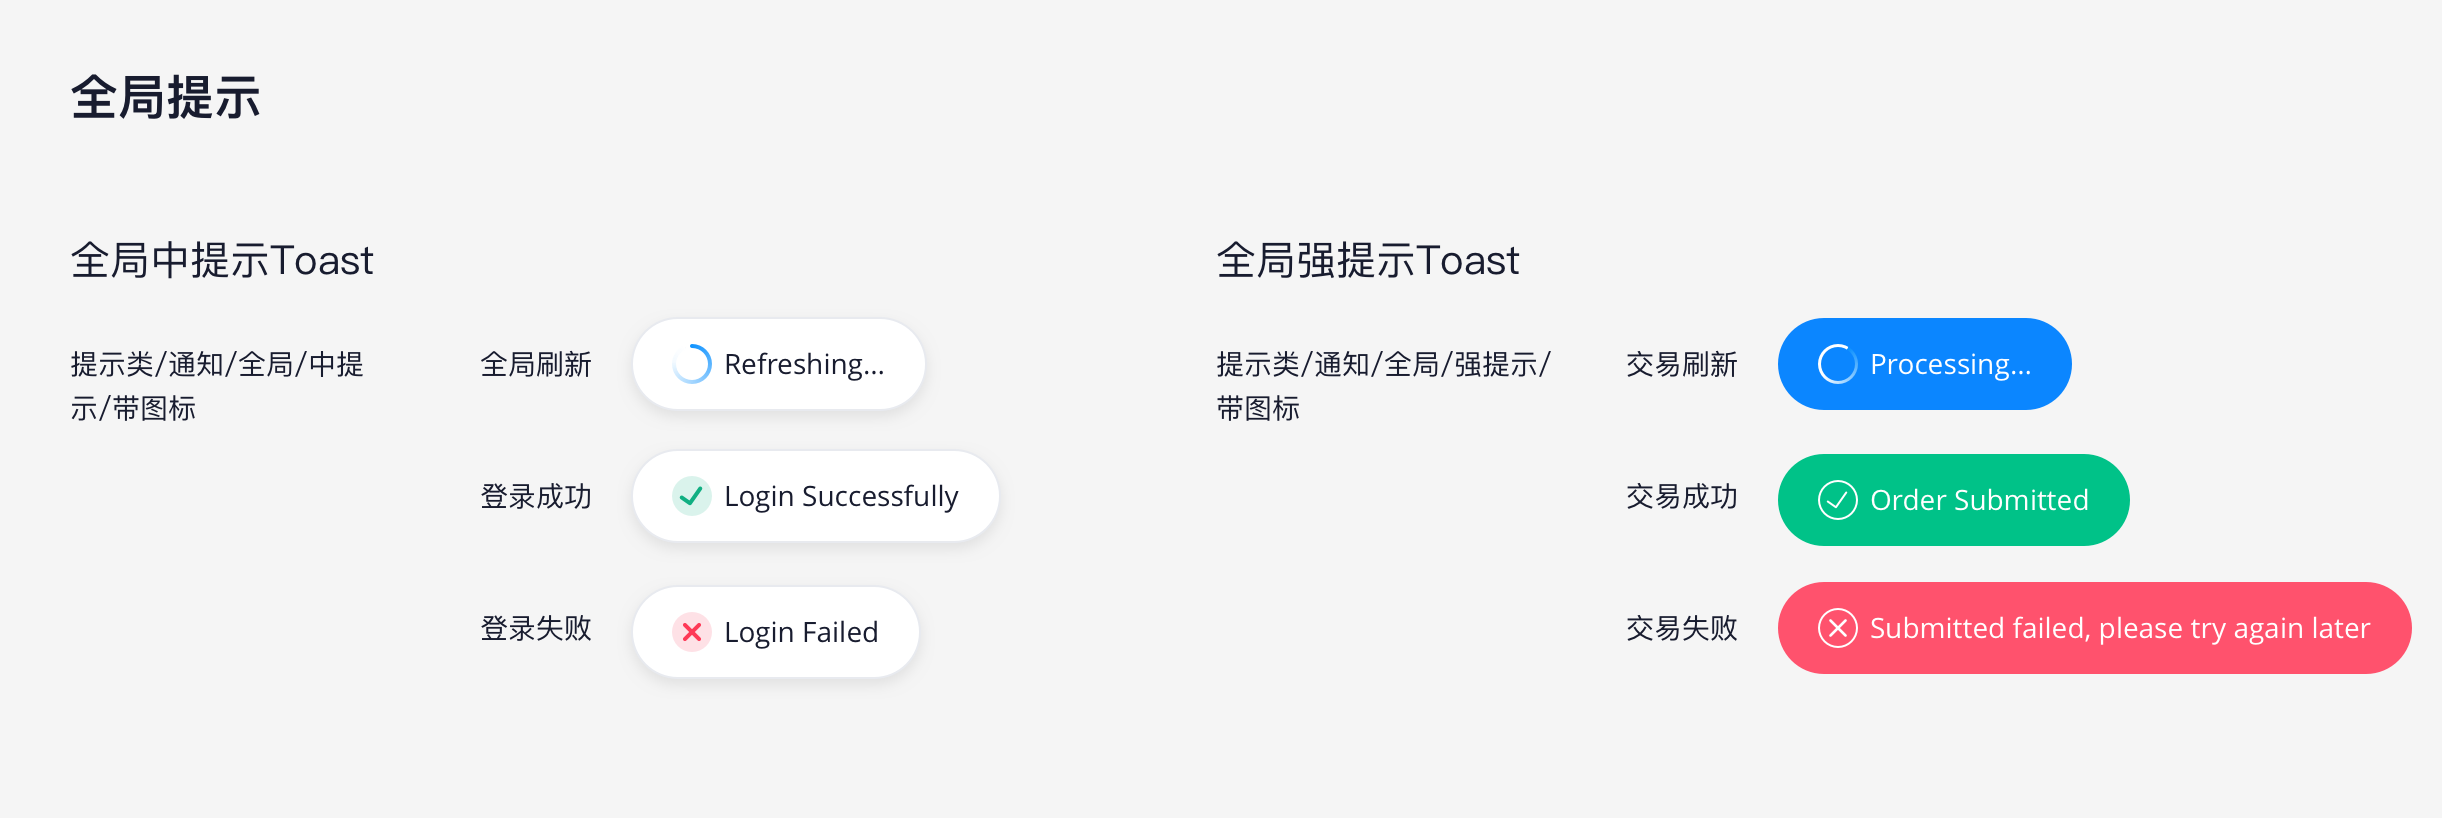 全局提示
全局中提示Toast
提示类/通知/全局/中提
示/带图标
全局刷新
Refreshing...
登录成功
Login Successfully
登录失败
Login Failed
全局强提示Toast
提示类/通知/全局/强提示/
带图标
交易刷新
Processing...
交易成功
Order Submitted
交易失败
Submitted failed, please try again later